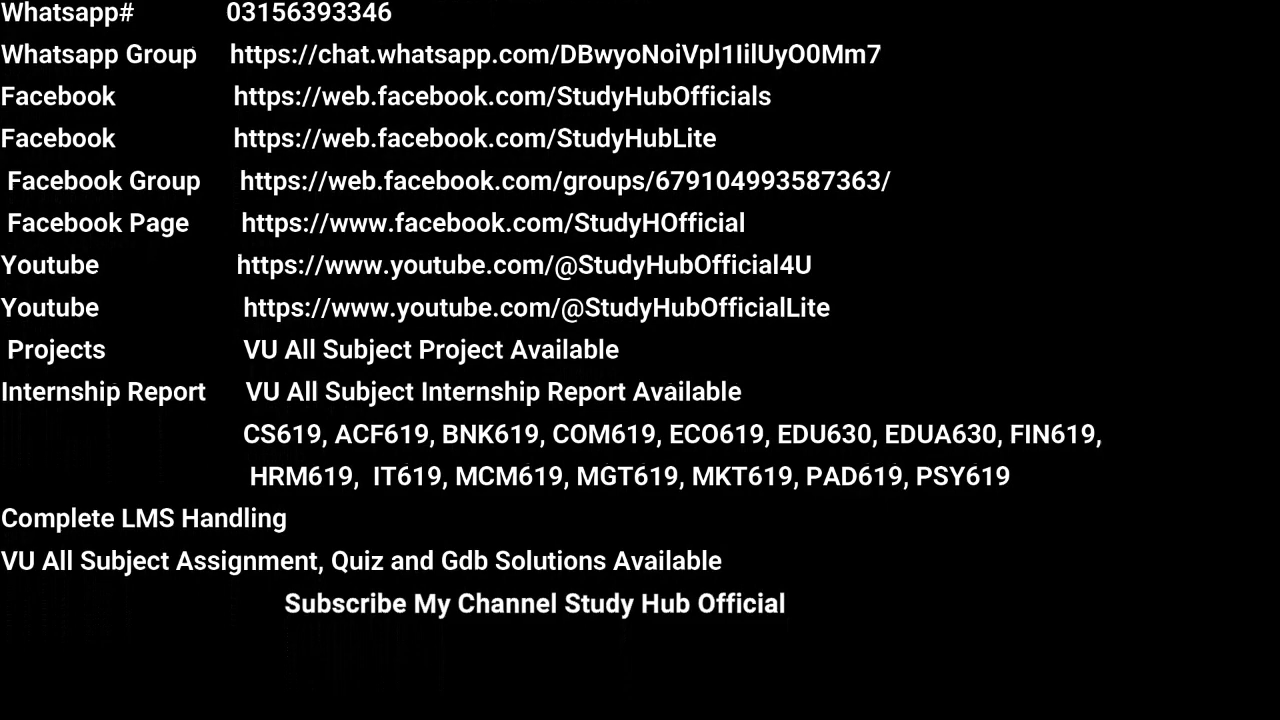 Whatsapp# 03156393346
Whatsapp Group https://chat.whatsapp.com/DBwyoNoiVpl1IilUyO0Mm7
Facebook https://web.facebook.com/StudyHubOfficials
Facebook https://web.facebook.com/StudyHubLite
Facebook Group https://web.facebook.com/groups/679104993587363/
Facebook Page https://www.facebook.com/StudyHOfficial
Youtube https://www.youtube.com/@StudyHubOfficial4U
Youtube https://www.youtube.com/@StudyHubOfficialLite
Projects VU All Subject Project Available
Internship Report VU All Subject Internship Report Available
CS619, ACF619, BNK619, COM619, ECO619, EDU630, EDUA630, FIN619,
HRM619, IT619, MCM619, MGT619, MKT619, PAD619, PSY619
Complete LMS Handling
VU All Subject Assignment, Quiz and Gdb Solutions Available
Subscribe My Channel Study Hub Official